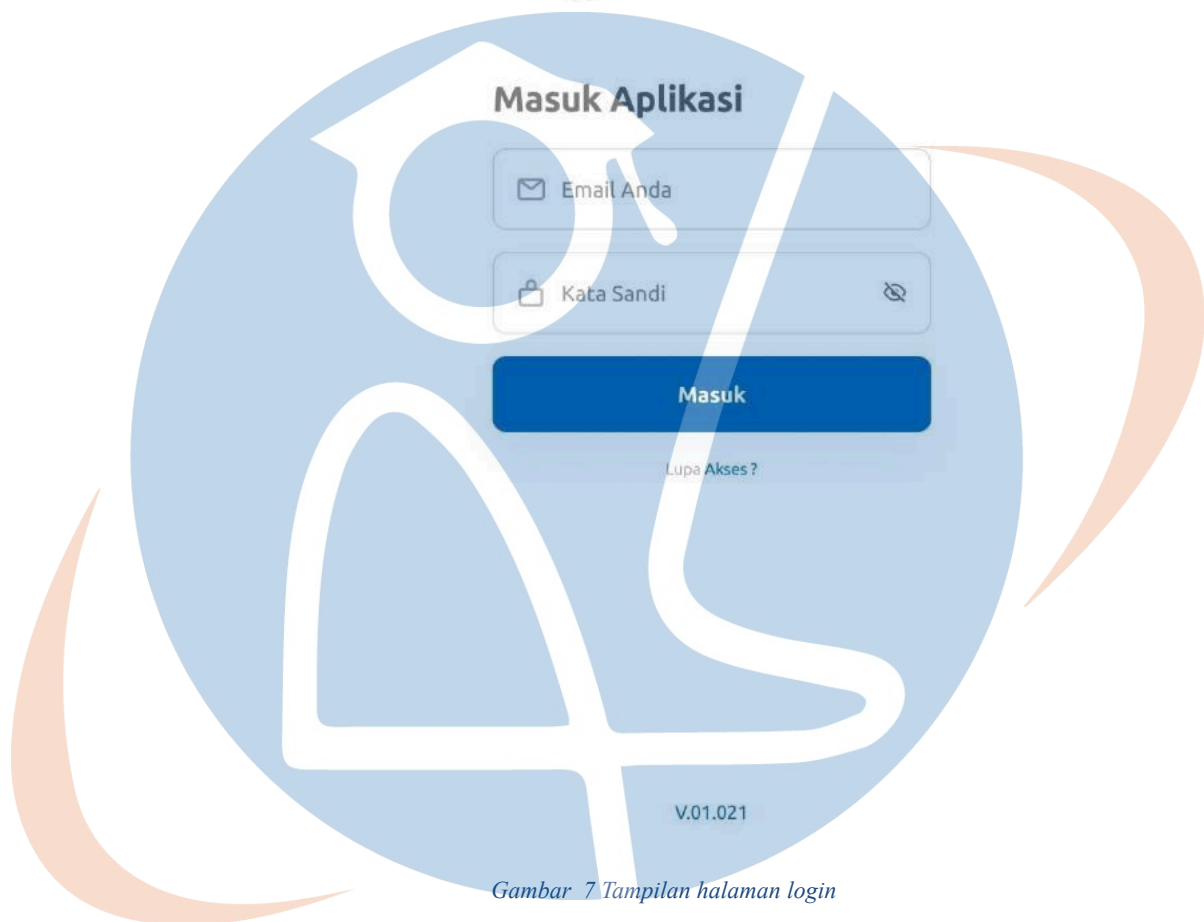 Masuk Aplikasi
Email Anda
Kata Sandi
Masuk
Lupa Akses ?
V.01.021
Gambar 7 Tampilan halaman login